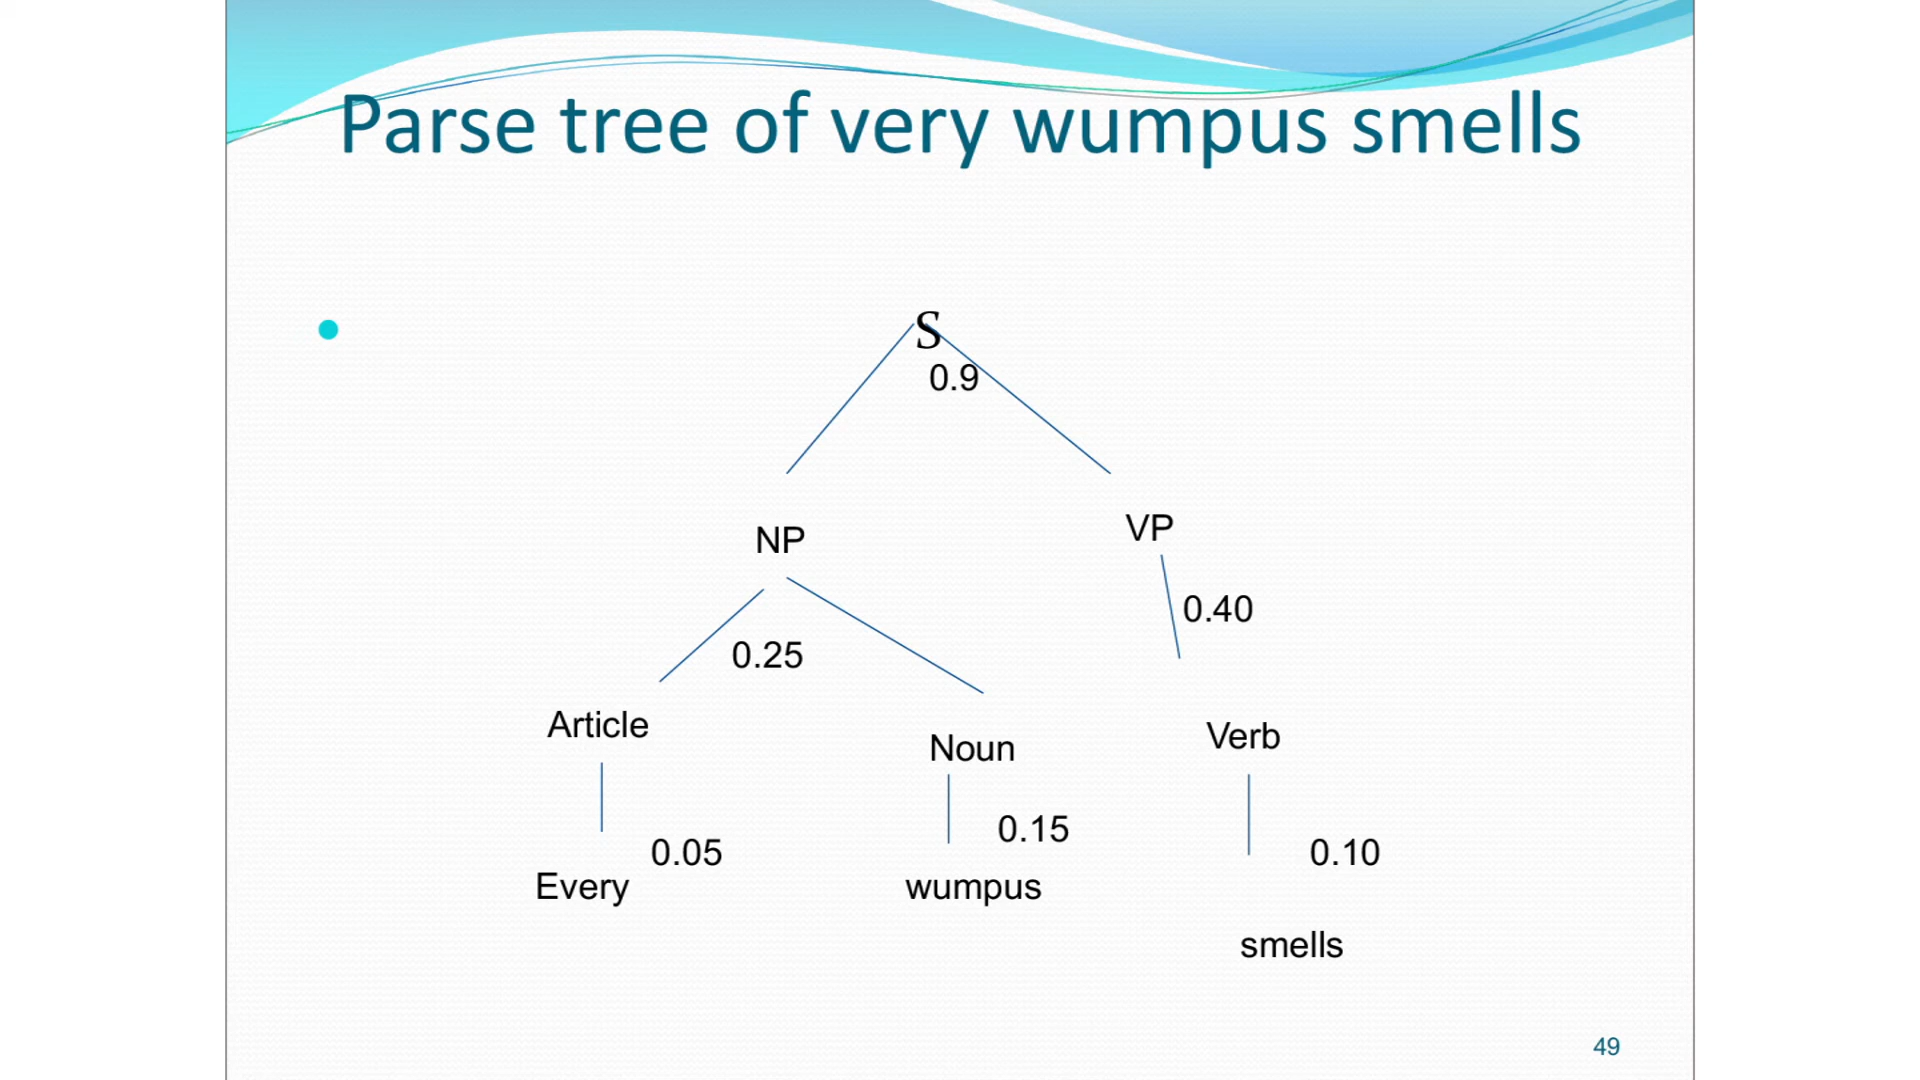 Parse tree of very wumpus smells
S
0.9
NP
VP
0.40
0.25
Article
Noun
Verb
0.05
0.15
0.10
Every
wumpus
smells
49